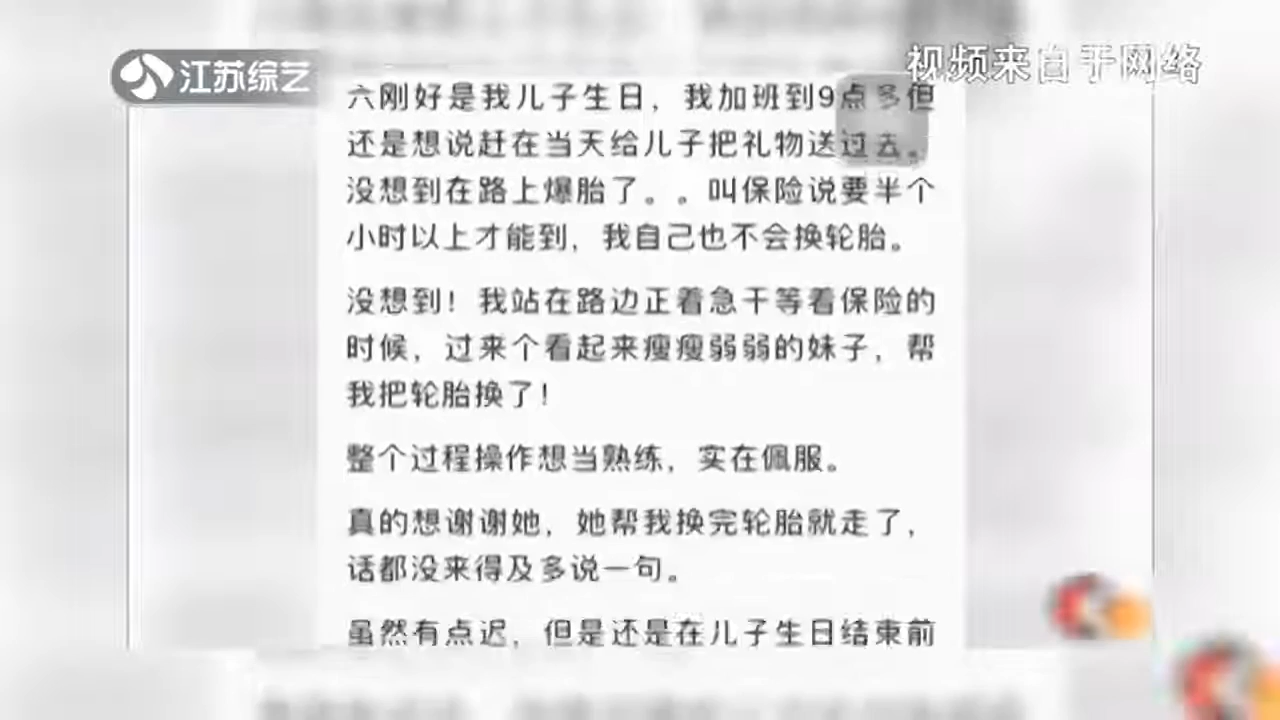 江苏综艺
视频来自于网络
六刚好是我儿子生日，我加班到9点多但
还是想说赶在当天给儿子把礼物送过去。
没想到在路上爆胎了。。叫保险说要半个
小时以上才能到，我自己也不会换轮胎。
没想到！我站在路边正着急干等着保险的
时候，过来个看起来瘦瘦弱弱的妹子，帮
我把轮胎换了！
整个过程操作想当熟练，实在佩服。
真的想谢谢她，她帮我换完轮胎就走了，
话都没来得及多说一句。
虽然有点迟，但是还是在儿子生日结束前